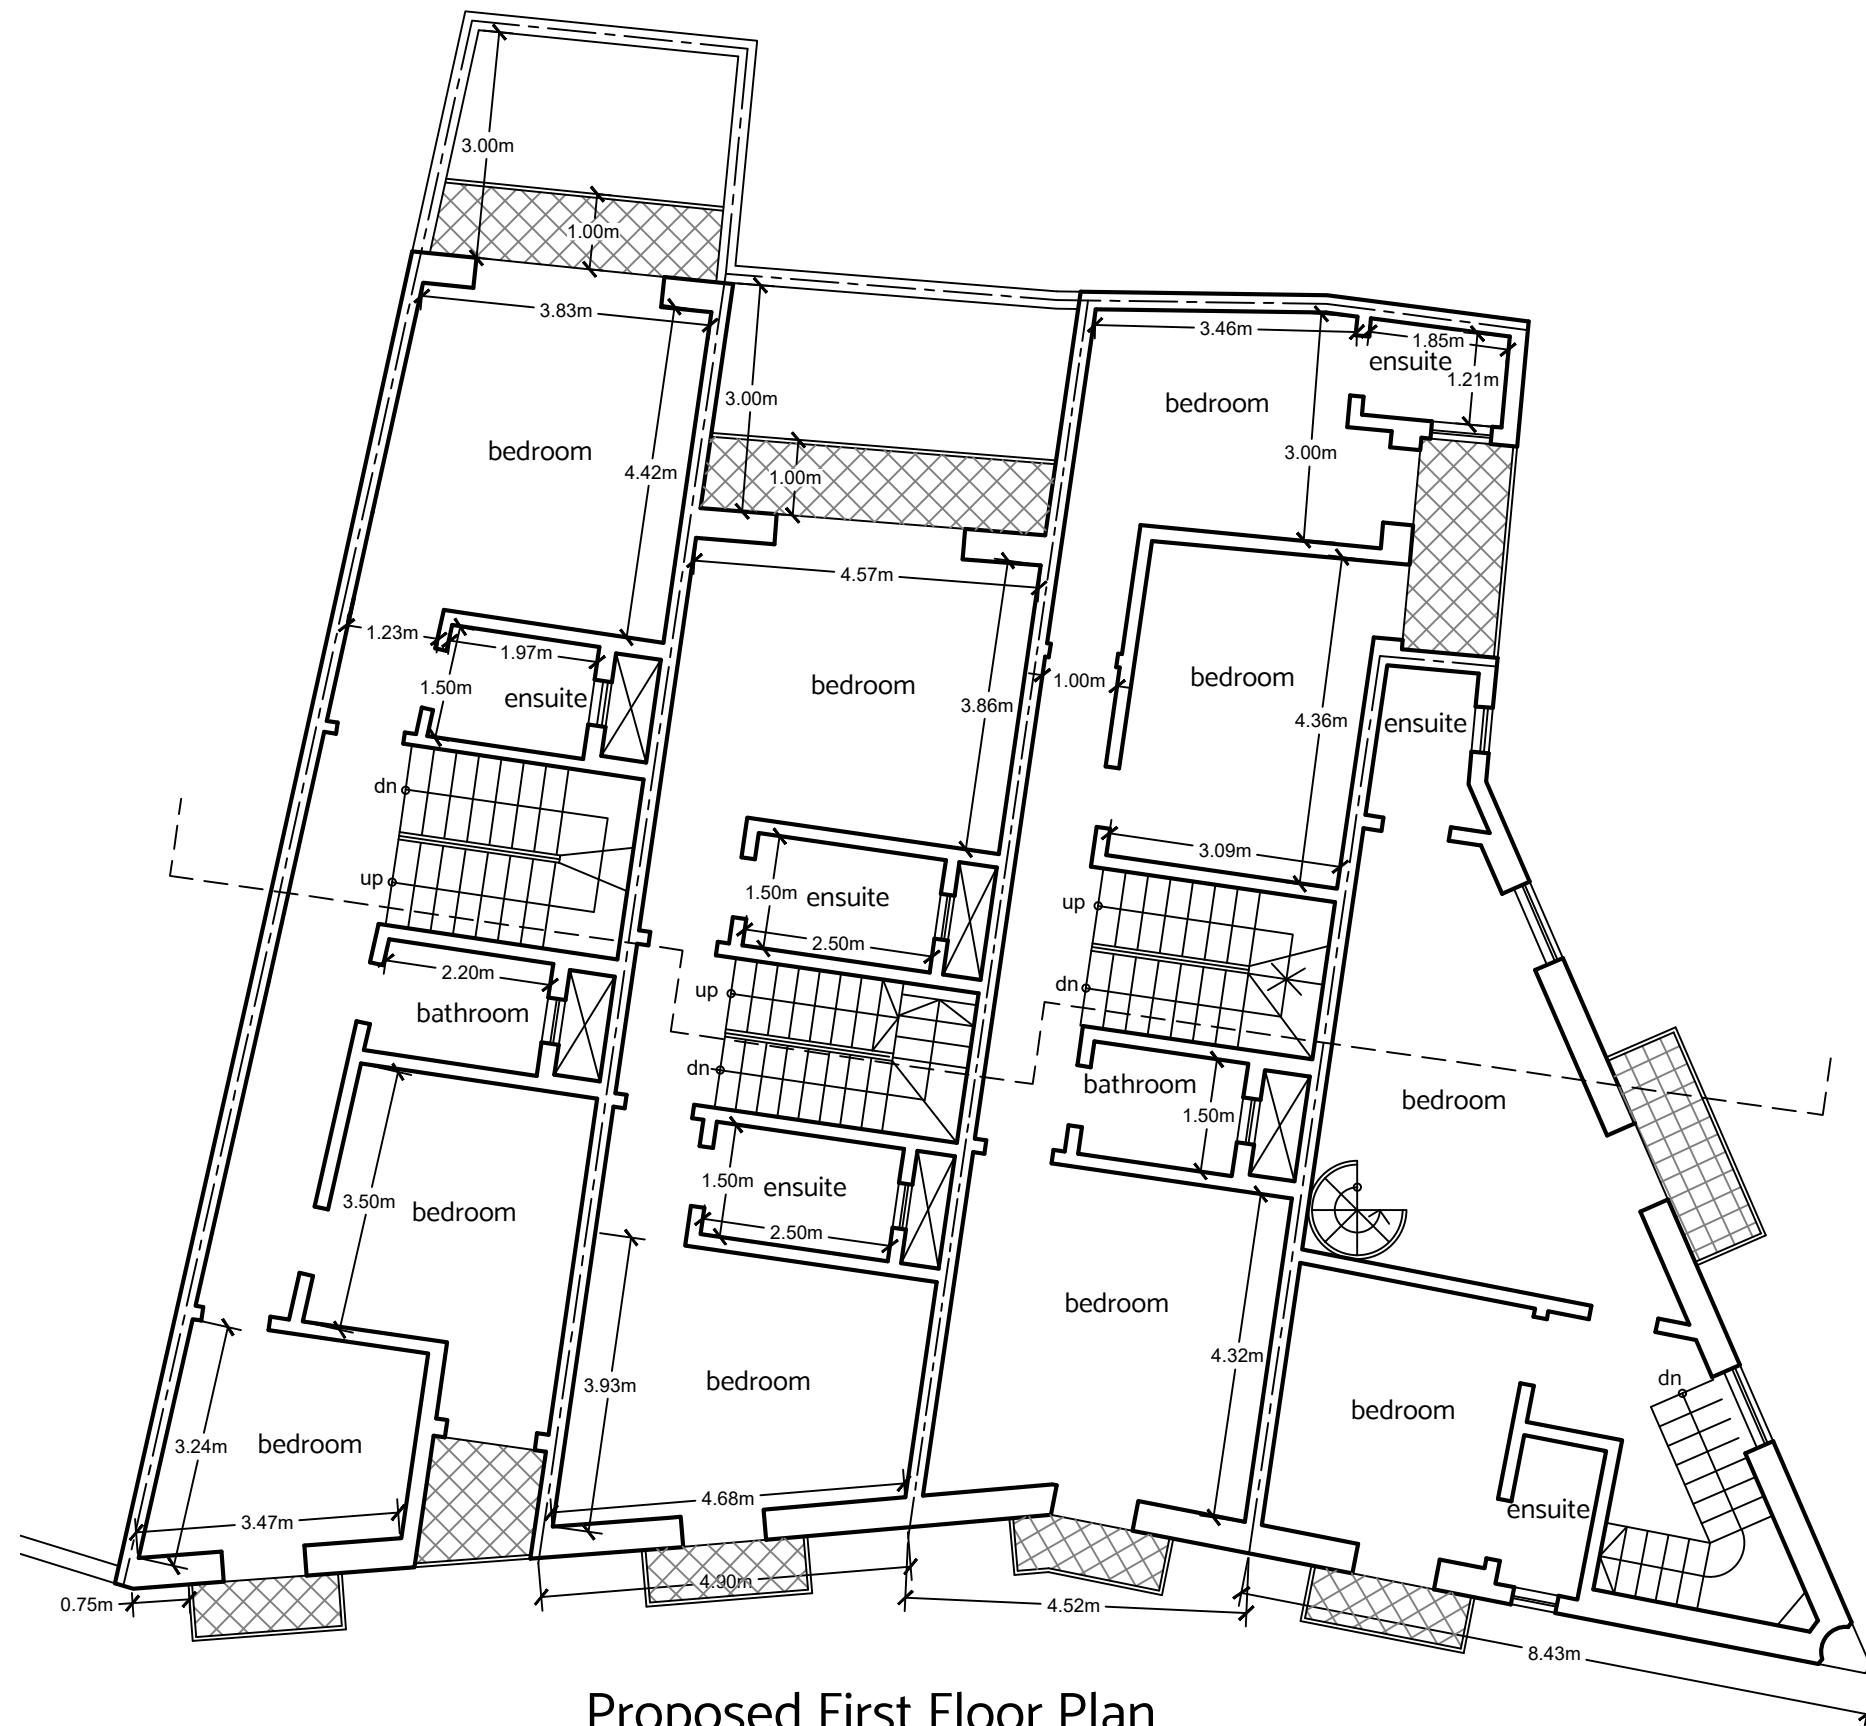 3.00m
1.00m
3.83m
3.46m
1.85m
ensuite
1.21m
3.00m
bedroom
bedroom
4.42m
1.00m
3.00m
4.57m
1.23m
1.97m
1.50m
ensuite
bedroom
1.00m
bedroom
3.86m
4.36m
ensuite
dn
up
3.09m
1.50m
ensuite
2.50m
up
2.20m
bathroom
up
dn
dn
bathroom
1.50m
bedroom
3.50m
bedroom
1.50m
ensuite
2.50m
bedroom
4.32m
3.93m
bedroom
dn
bedroom
3.24m
bedroom
4.68m
3.47m
ensuite
4.90m
0.75m
4.52m
8.43m
Proposed First Floor Plan